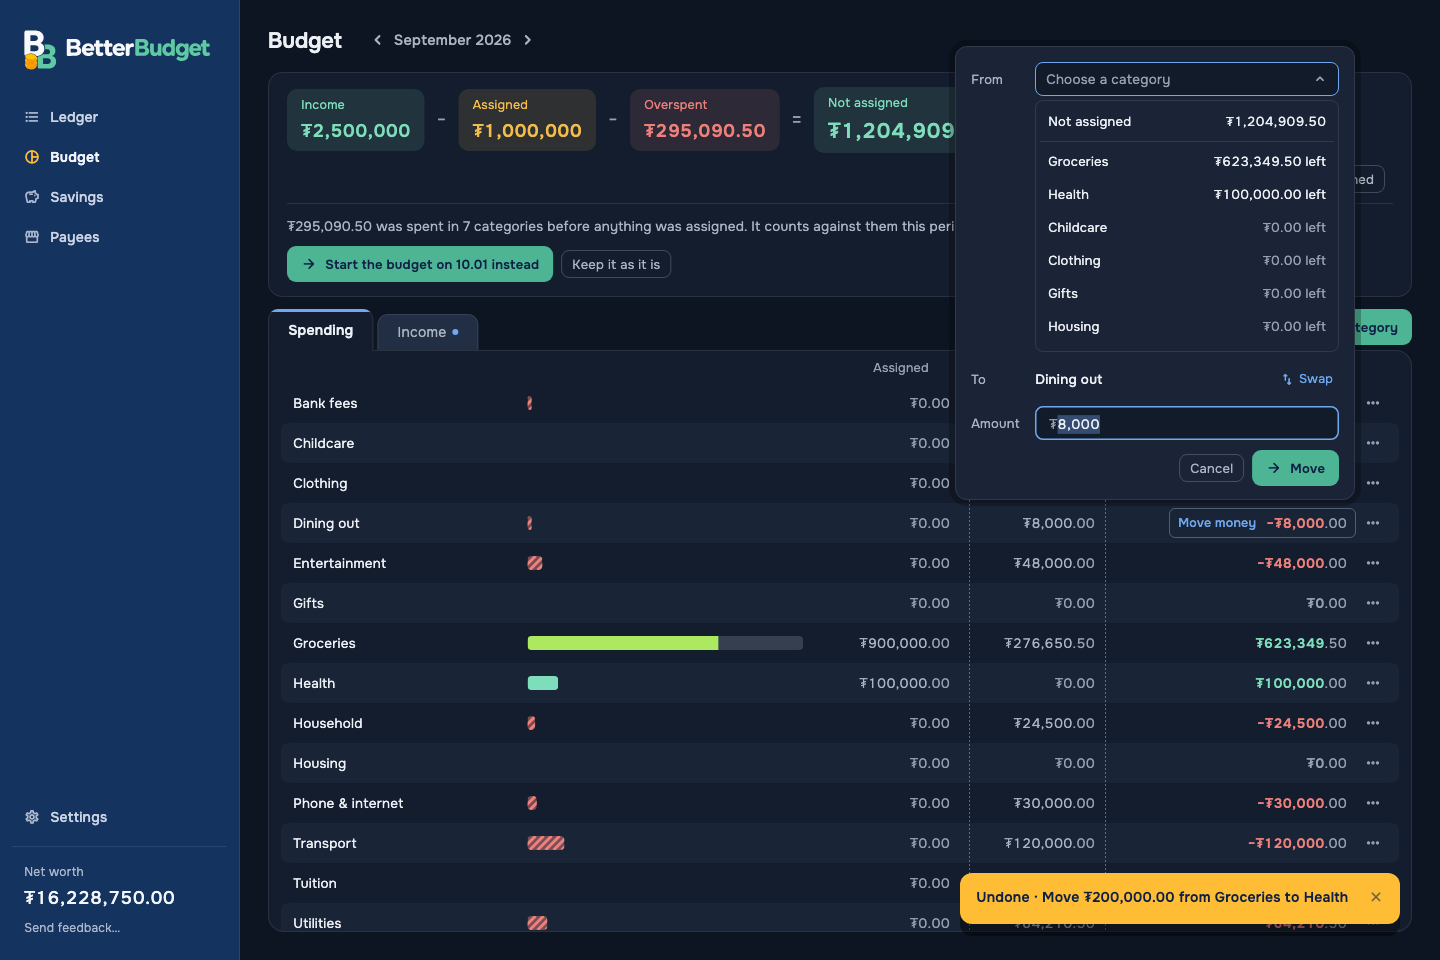 BetterBudget
Ledger
Budget
Savings
Payees
Settings
Net worth
₮16,228,750.00
Send feedback...
Budget
September 2026
Income
₮2,500,000
-
Assigned
₮1,000,000
-
Overspent
₮295,090.50
=
Not assigned
₮1,204,909
₮295,090.50 was spent in 7 categories before anything was assigned. It counts against them this peri
Start the budget on 10.01 instead
Keep it as it is
Spending
Income
Assigned
Bank fees ₮0.00
Childcare ₮0.00
Clothing ₮0.00
Dining out ₮0.00 ₮8,000.00 Move money -₮8,000.00
Entertainment ₮0.00 ₮48,000.00 -₮48,000.00
Gifts ₮0.00 ₮0.00 ₮0.00
Groceries ₮900,000.00 ₮276,650.50 ₮623,349.50
Health ₮100,000.00 ₮0.00 ₮100,000.00
Household ₮0.00 ₮24,500.00 -₮24,500.00
Housing ₮0.00 ₮0.00 ₮0.00
Phone & internet ₮0.00 ₮30,000.00 -₮30,000.00
Transport ₮0.00 ₮120,000.00 -₮120,000.00
Tuition ₮0.00
Utilities ₮0.00
From Choose a category
Not assigned ₮1,204,909.50
Groceries ₮623,349.50 left
Health ₮100,000.00 left
Childcare ₮0.00 left
Clothing ₮0.00 left
Gifts ₮0.00 left
Housing ₮0.00 left
To Dining out Swap
Amount ₮8,000
Cancel Move
Undone · Move ₮200,000.00 from Groceries to Health